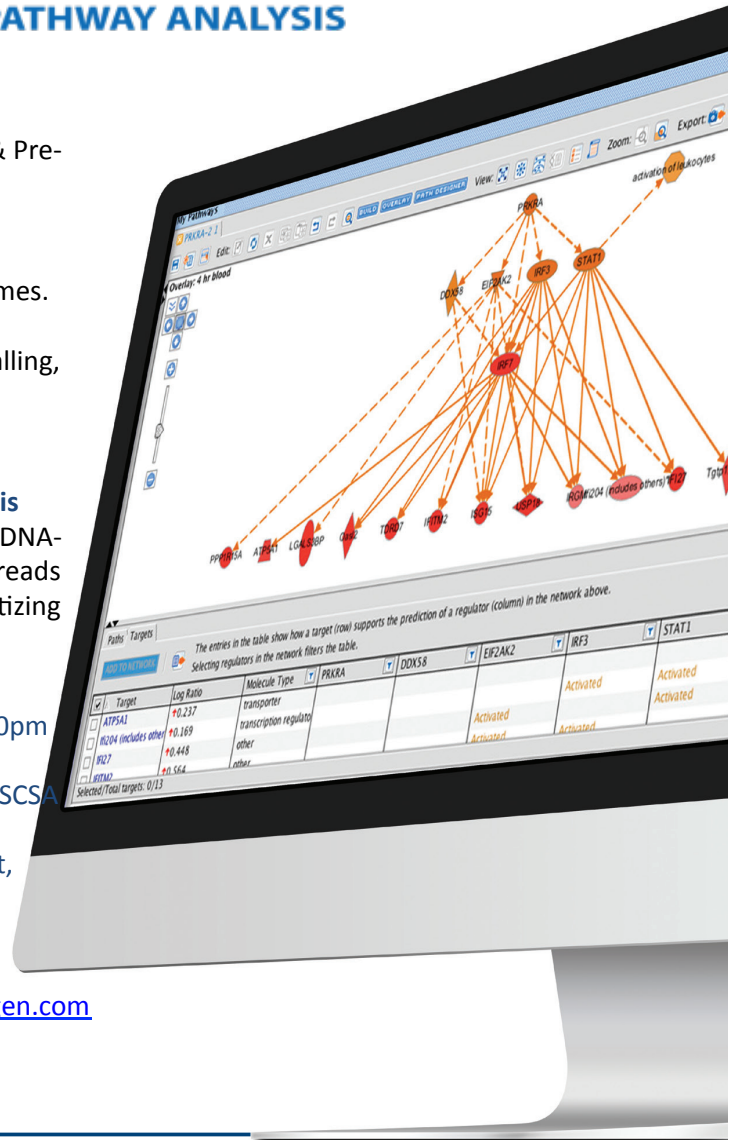 PATHWAY ANALYSIS
& Pre-
mes.
lling,
is
DNA-
reads
tizing
0pm
SCSA
t,
gen.com
My Pathways
PRKRA-2 1
Edit:
BUILD
OVERLAY
PATH DESIGNER
View:
Zoom:
Export:
Overlay: 4 hr blood
activation of leukocytes
PRKRA
DDX58
EIF2AK2
IRF3
STAT1
IRF7
PPP1R15A
ATP5A1
LGALS3BP
Oasl2
TDRD7
IFITM2
ISG15
USP18
IRGM
Ifi204 (includes others)
IFI27
Tgtp1
Paths
Targets
ADD TO NETWORK
The entries in the table show how a target (row) supports the prediction of a regulator (column) in the network above.
Selecting regulators in the network filters the table.
Target Log Ratio Molecule Type PRKRA DDX58 EIF2AK2 IRF3 STAT1
ATP5A1 0.237 transporter Activated
Ifi204 (includes other 0.169 transcription regulato Activated Activated
IFI27 0.448 other Activated Activated
IFITM2 0.564 other
Selected/Total targets: 0/13